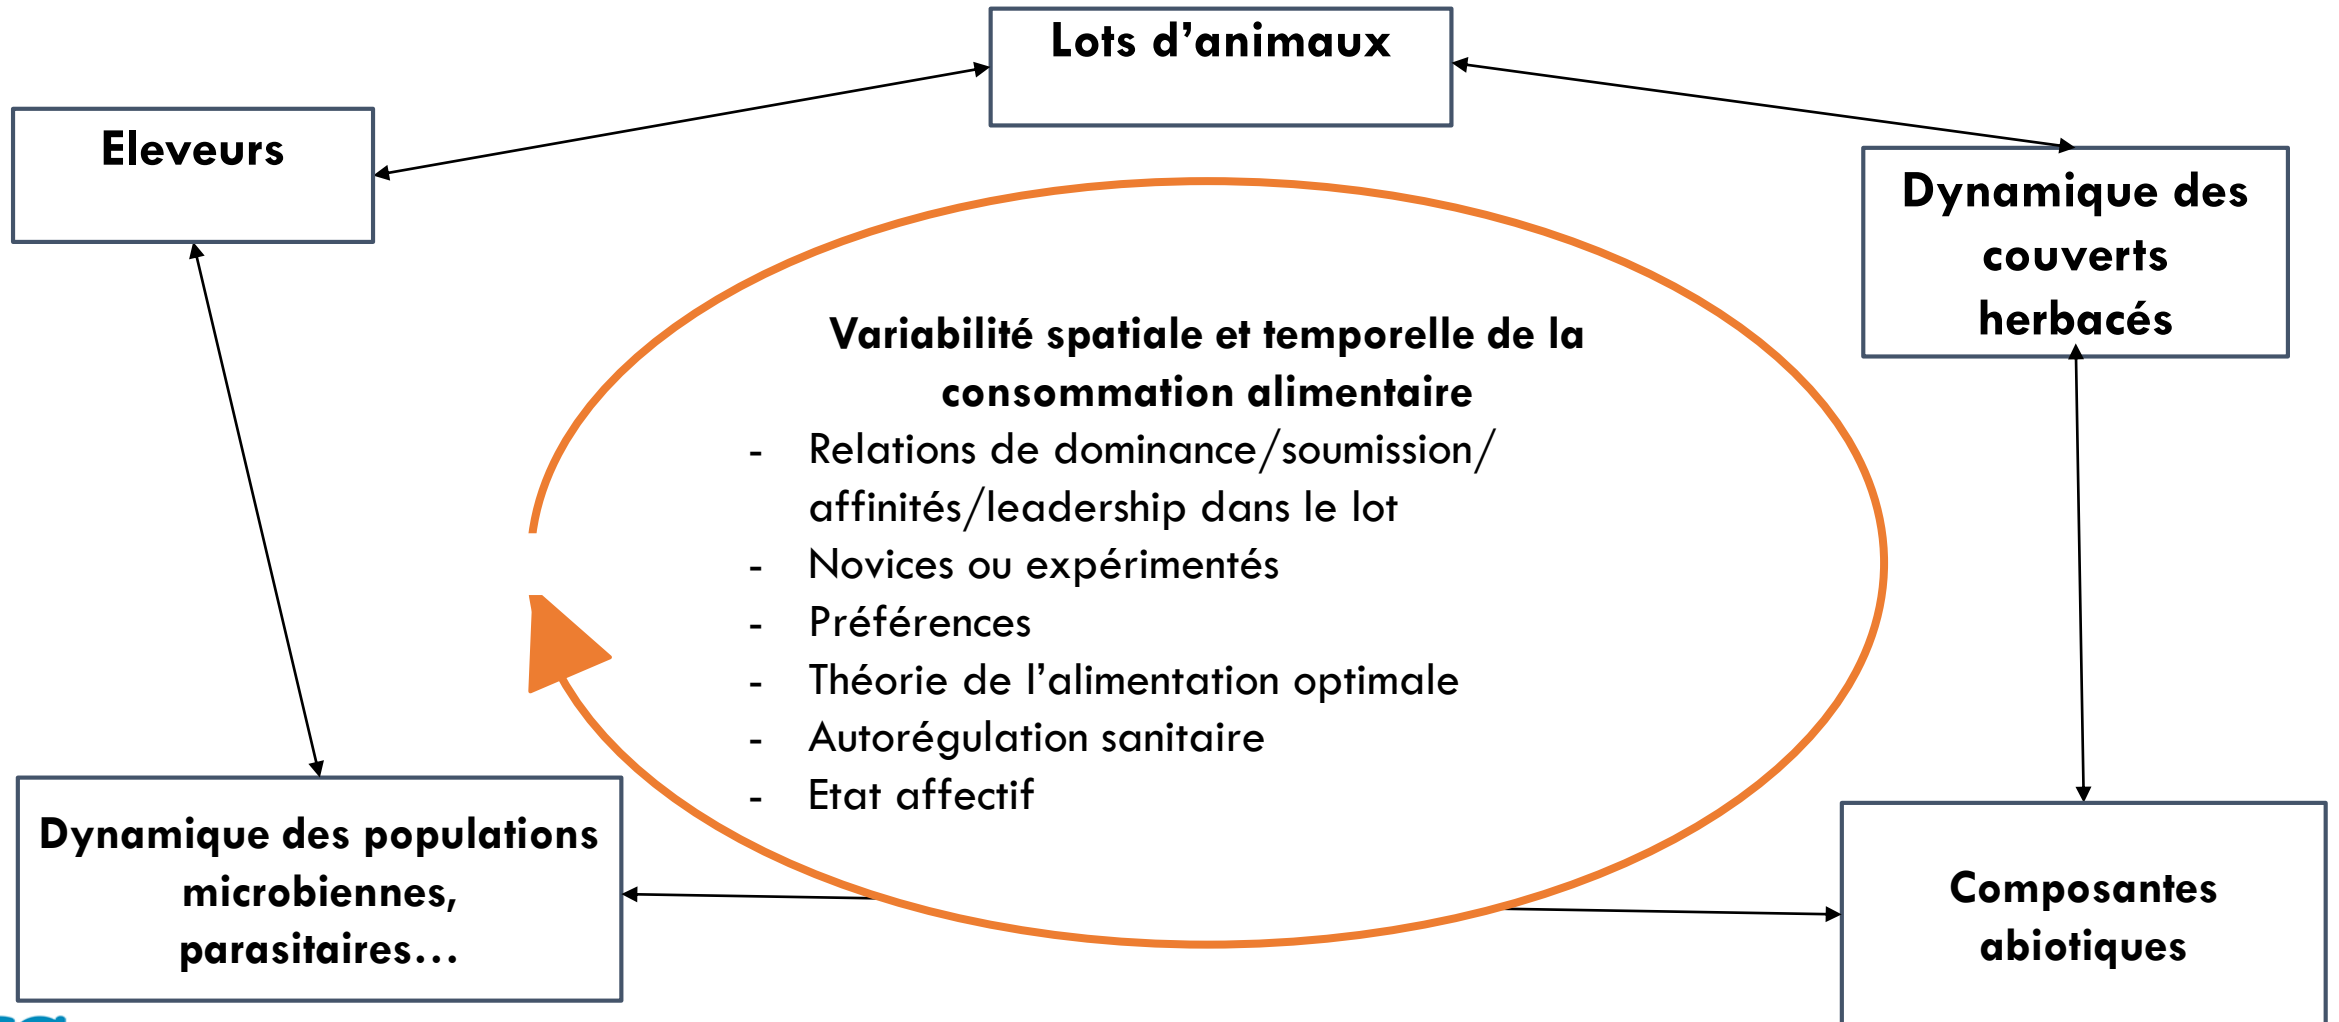 Lots d’animaux
Eleveurs
Dynamique des
couverts
herbacés
Variabilité spatiale et temporelle de la
consommation alimentaire
- Relations de dominance/soumission/
affinités/leadership dans le lot
- Novices ou expérimentés
- Préférences
- Théorie de l’alimentation optimale
- Autorégulation sanitaire
- Etat affectif
Dynamique des populations
microbiennes,
parasitaires…
Composantes
abiotiques